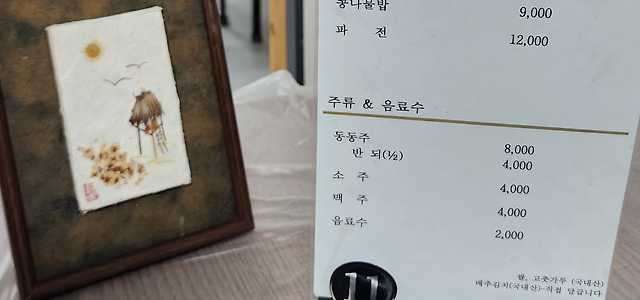 콩나물밥 9,000
파 전 12,000
주류 & 음료수
동동주 8,000
반 되(½) 4,000
소 주 4,000
맥 주 4,000
음료수 2,000
쌀, 고춧가루 (국내산)
배추김치(국내산)-직접 담급니다
11